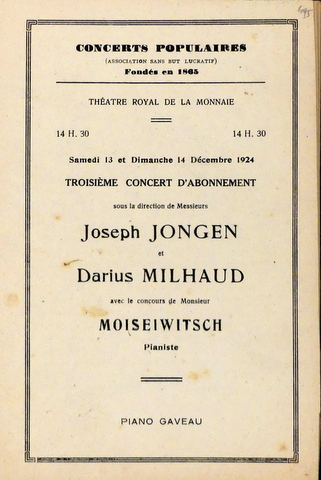 CONCERTS POPULAIRES
(ASSOCIATION SANS BUT LUCRATIF)
Fondés en 1865
THÉATRE ROYAL DE LA MONNAIE
14 H. 30 14 H. 30
Samedi 13 et Dimanche 14 Décembre 1924
TROISIÈME CONCERT D'ABONNEMENT
sous la direction de Messieurs
Joseph JONGEN
et
Darius MILHAUD
avec le concours de Monsieur
MOISEIWITSCH
Pianiste
PIANO GAVEAU